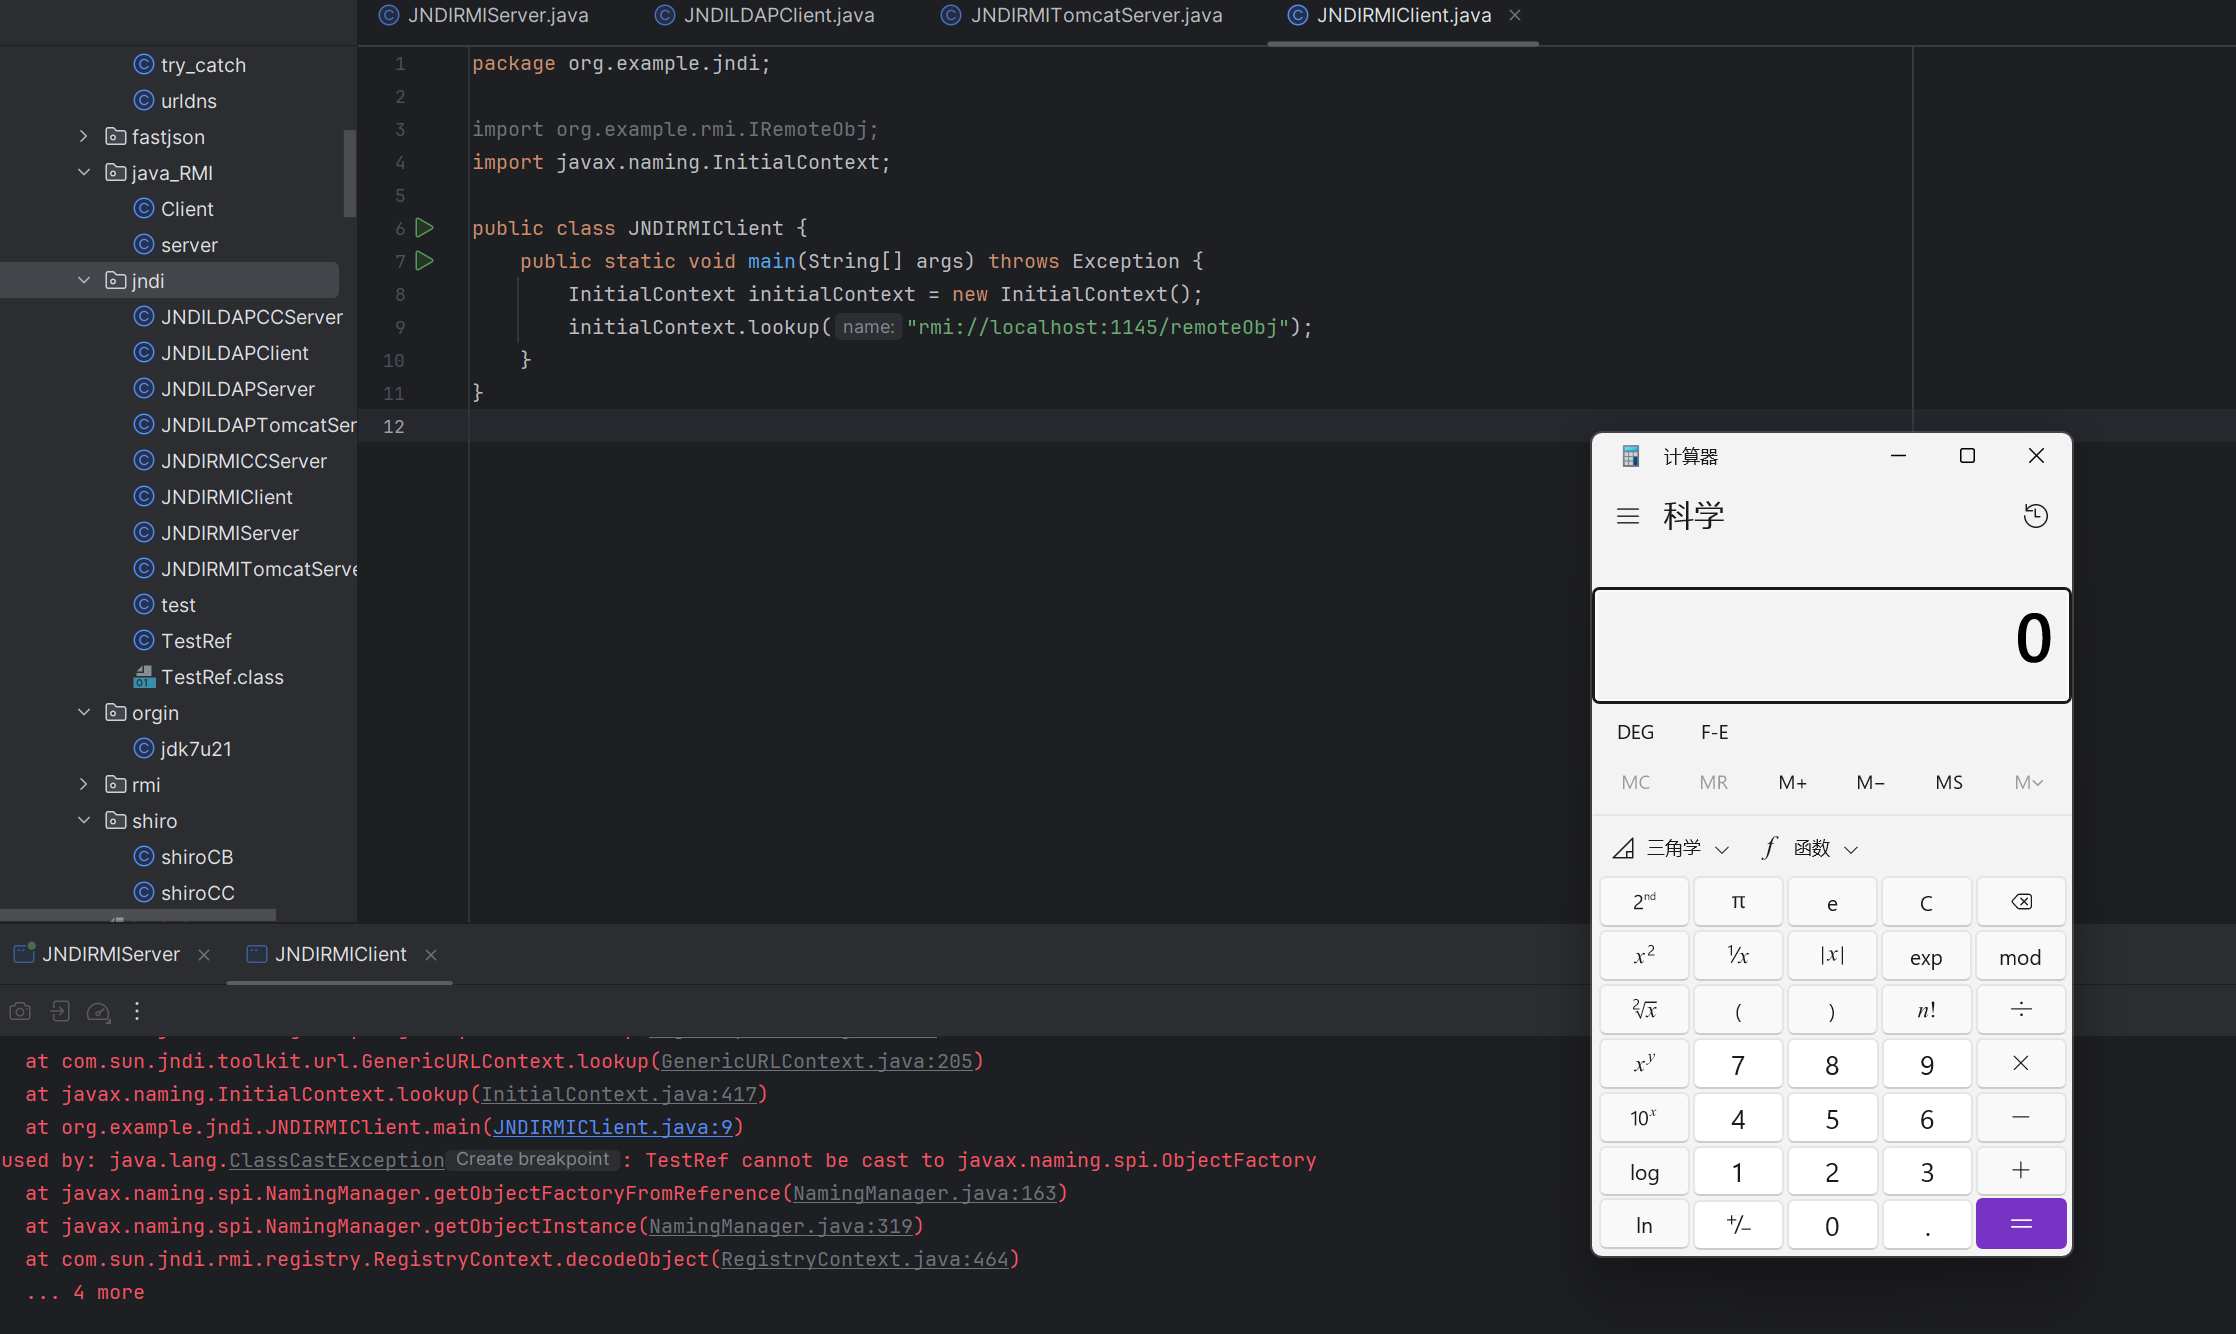 JNDIRMIServer.java
JNDILDAPClient.java
JNDIRMITomcatServer.java
JNDIRMIClient.java
try_catch
urldns
fastjson
java_RMI
Client
server
jndi
JNDILDAPCCServer
JNDILDAPClient
JNDILDAPServer
JNDILDAPTomcatSer
JNDIRMICCServer
JNDIRMIClient
JNDIRMIServer
JNDIRMITomcatServe
test
TestRef
TestRef.class
orgin
jdk7u21
rmi
shiro
shiroCB
shiroCC
1 package org.example.jndi;
2
3 import org.example.rmi.IRemoteObj;
4 import javax.naming.InitialContext;
5
6 public class JNDIRMIClient {
7 public static void main(String[] args) throws Exception {
8 InitialContext initialContext = new InitialContext();
9 initialContext.lookup( name: "rmi://localhost:1145/remoteObj");
10 }
11 }
12
JNDIRMIServer
JNDIRMIClient
at com.sun.jndi.toolkit.url.GenericURLContext.lookup(GenericURLContext.java:205)
at javax.naming.InitialContext.lookup(InitialContext.java:417)
at org.example.jndi.JNDIRMIClient.main(JNDIRMIClient.java:9)
used by: java.lang.ClassCastException Create breakpoint : TestRef cannot be cast to javax.naming.spi.ObjectFactory
at javax.naming.spi.NamingManager.getObjectFactoryFromReference(NamingManager.java:163)
at javax.naming.spi.NamingManager.getObjectInstance(NamingManager.java:319)
at com.sun.jndi.rmi.registry.RegistryContext.decodeObject(RegistryContext.java:464)
... 4 more
计算器
科学
0
DEG F-E
MC MR M+ M− MS M
三角学 f 函数
2nd π e C
x² ¹/x |x| exp mod
²√x ( ) n! ÷
xʸ 7 8 9 ×
10ˣ 4 5 6 −
log 1 2 3 +
ln +/− 0 . =